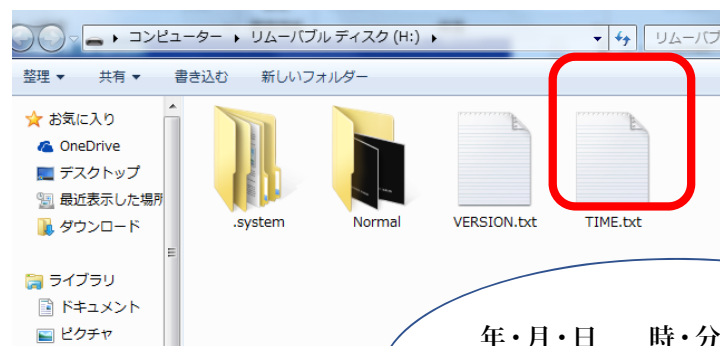 コンピューター ▸ リムーバブル ディスク (H:) ▸
リムーバブ
整理 ▼ 共有 ▼ 書き込む 新しいフォルダー
お気に入り
OneDrive
デスクトップ
最近表示した場所
ダウンロード
ライブラリ
ドキュメント
ピクチャ
.system
Normal
VERSION.txt
TIME.txt
年・月・日 時・分